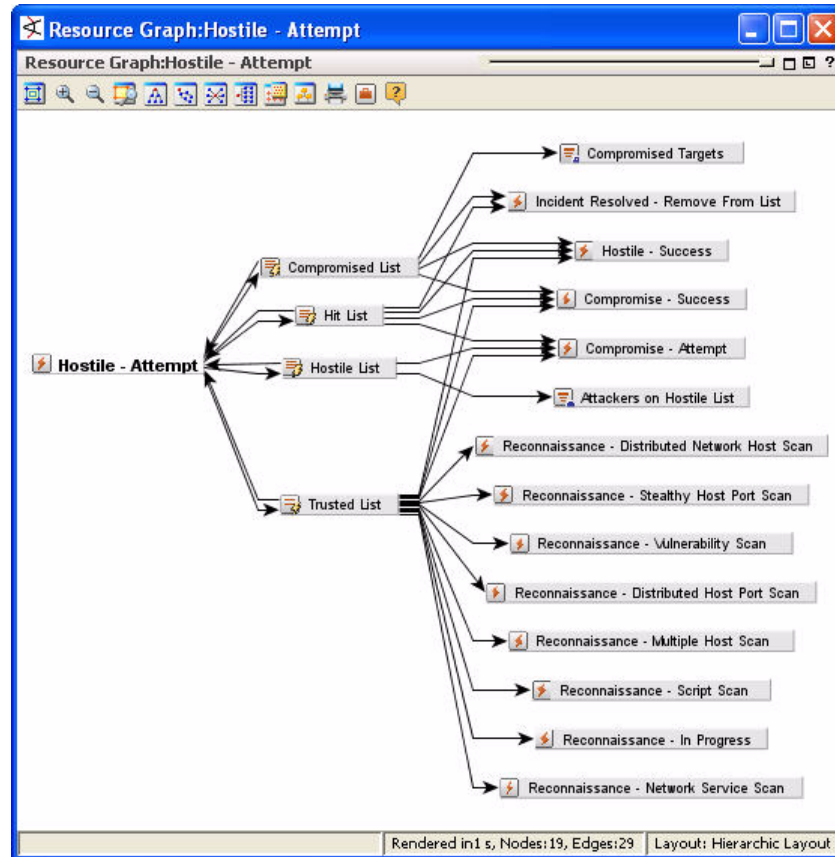 Resource Graph:Hostile - Attempt
Resource Graph:Hostile - Attempt
Compromised Targets
Incident Resolved - Remove From List
Hostile - Success
Compromised List
Compromise - Success
Hit List
Compromise - Attempt
Hostile - Attempt
Hostile List
Attackers on Hostile List
Reconnaissance - Distributed Network Host Scan
Reconnaissance - Stealthy Host Port Scan
Trusted List
Reconnaissance - Vulnerability Scan
Reconnaissance - Distributed Host Port Scan
Reconnaissance - Multiple Host Scan
Reconnaissance - Script Scan
Reconnaissance - In Progress
Reconnaissance - Network Service Scan
Rendered in1 s, Nodes:19, Edges:29
Layout: Hierarchic Layout